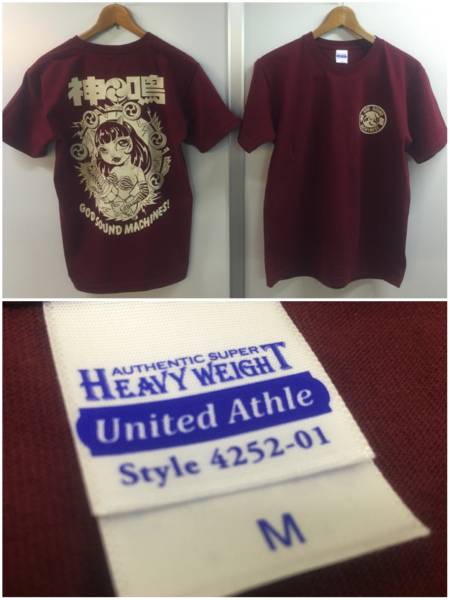 神鳴
GOD SOUND MACHINES!
AUTHENTIC SUPER
HEAVY WEIGHT
United Athle
Style 4252-01
M